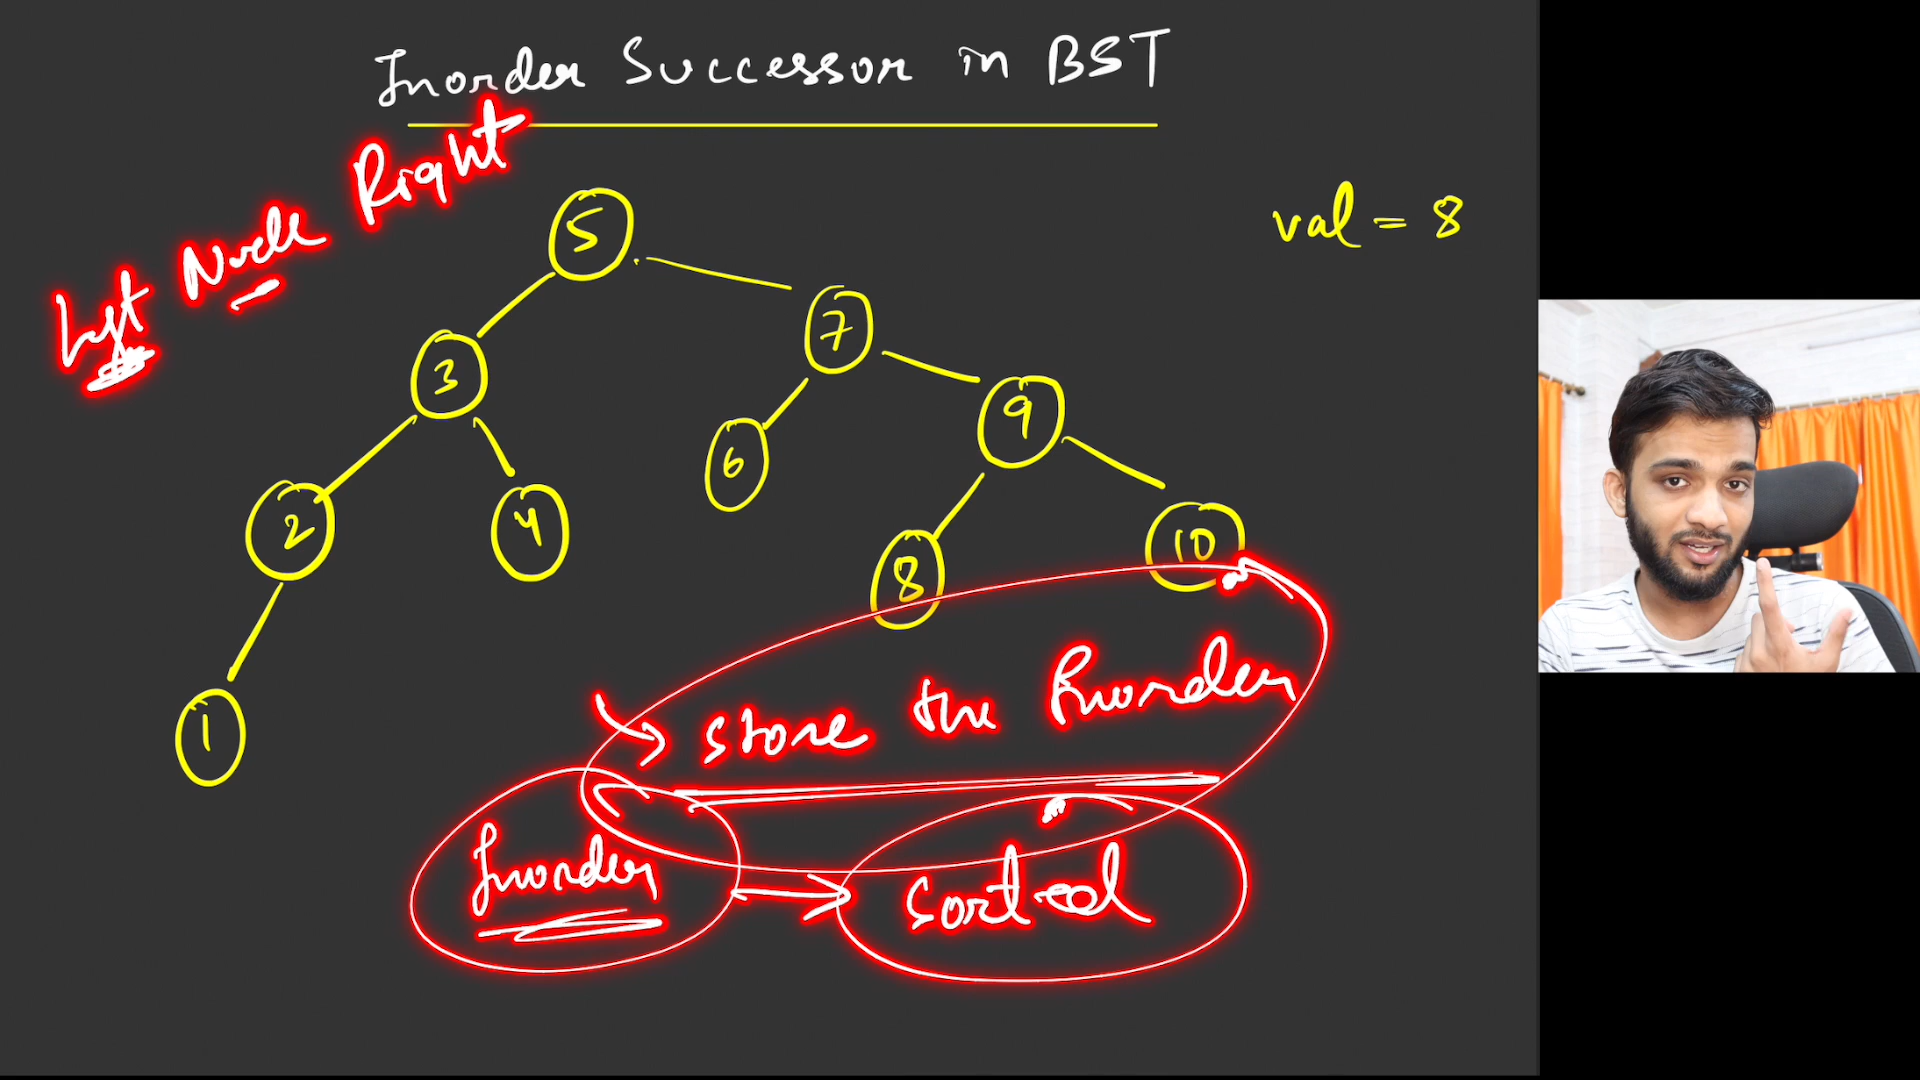 Inorder Successor in BST
Left Node Right
val = 8
5
7
3
9
6
2
4
8
10
1
→ store the Inorder
Inorder → sorted